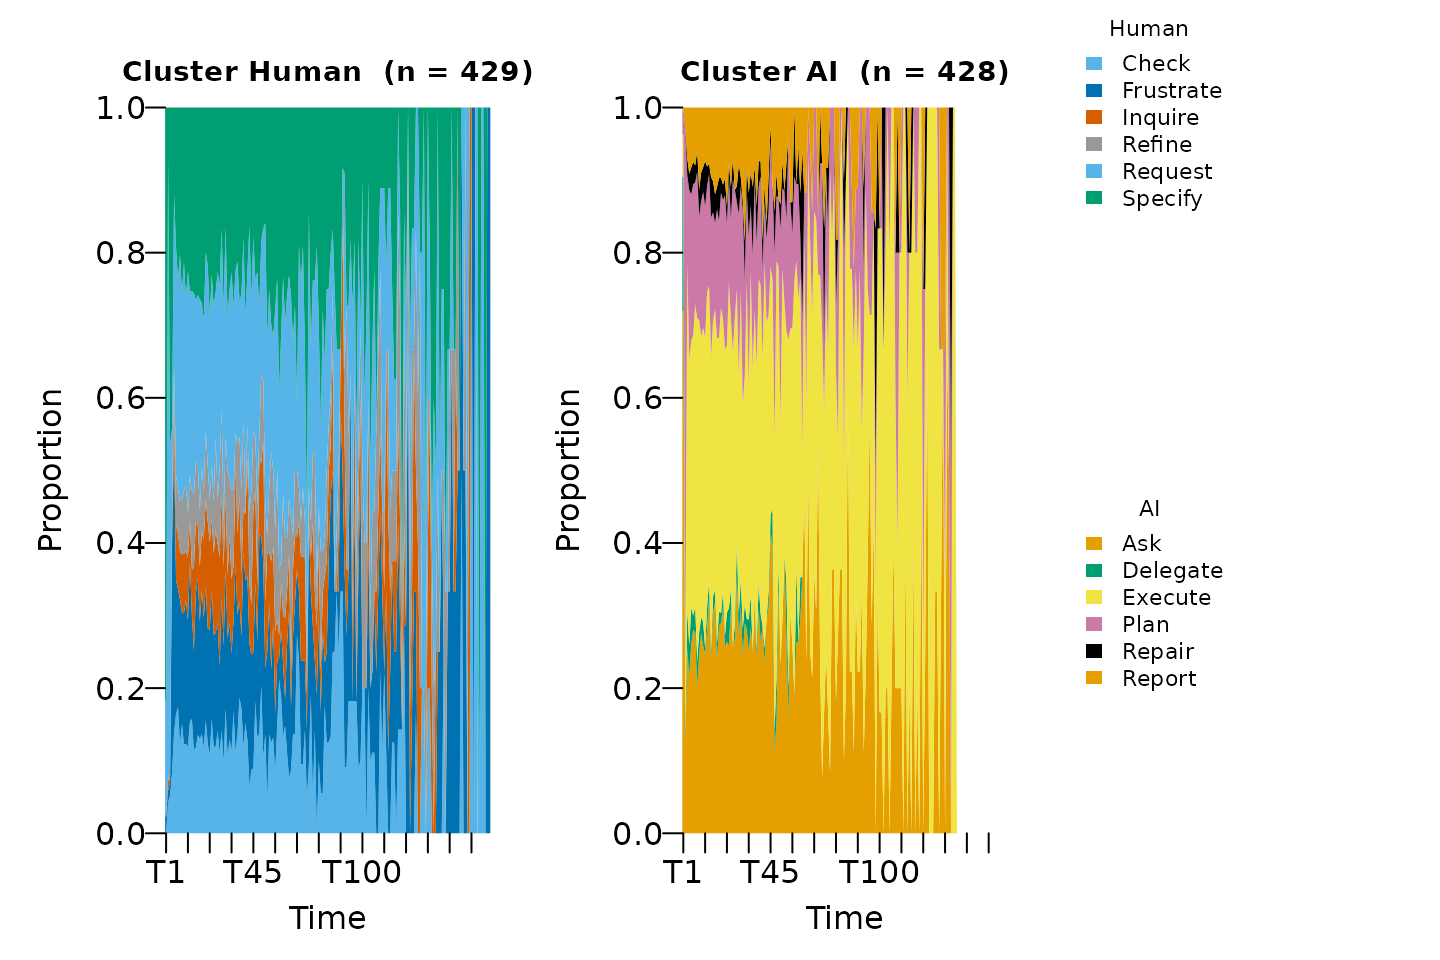 Cluster Human (n = 429)
1.0
0.8
0.6
0.4
0.2
0.0
Proportion
T1 T45 T100
Time
Cluster AI (n = 428)
1.0
0.8
0.6
0.4
0.2
0.0
Proportion
T1 T45 T100
Time
Human
Check
Frustrate
Inquire
Refine
Request
Specify
AI
Ask
Delegate
Execute
Plan
Repair
Report